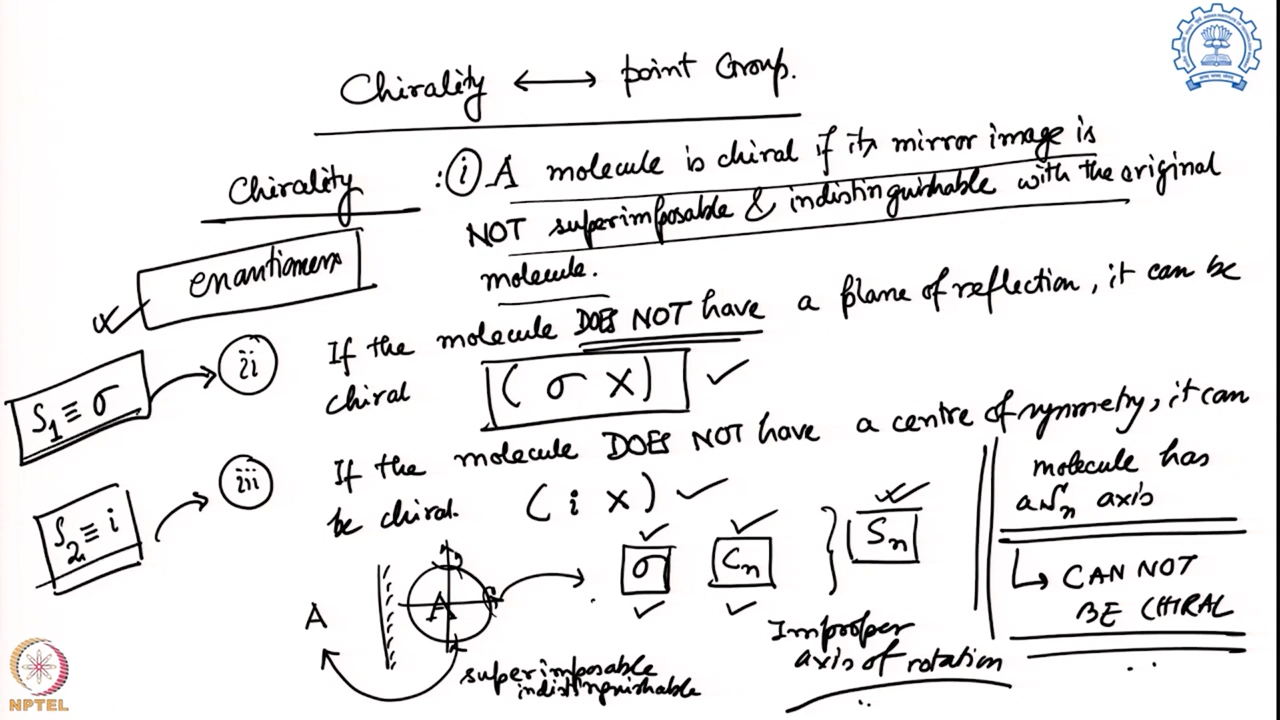 Chirality ⟷ point Group.
Chirality : (i) A molecule is chiral if its mirror image is
NOT superimposable & indistinguishable with the original
molecule.
enantiomers
(ii) If the molecule DOES NOT have a plane of reflection, it can be
chiral (σ X) ✓
S₁ ≡ σ
(iii) If the molecule DOES NOT have a centre of symmetry, it can
be chiral. (i X) ✓
S₂ ≡ i
molecule has
a Sₙ axis
↳ CAN NOT
BE CHIRAL
σ Cₙ } Sₙ
Improper
axis of rotation
A A
superimposable
indistinguishable
NPTEL